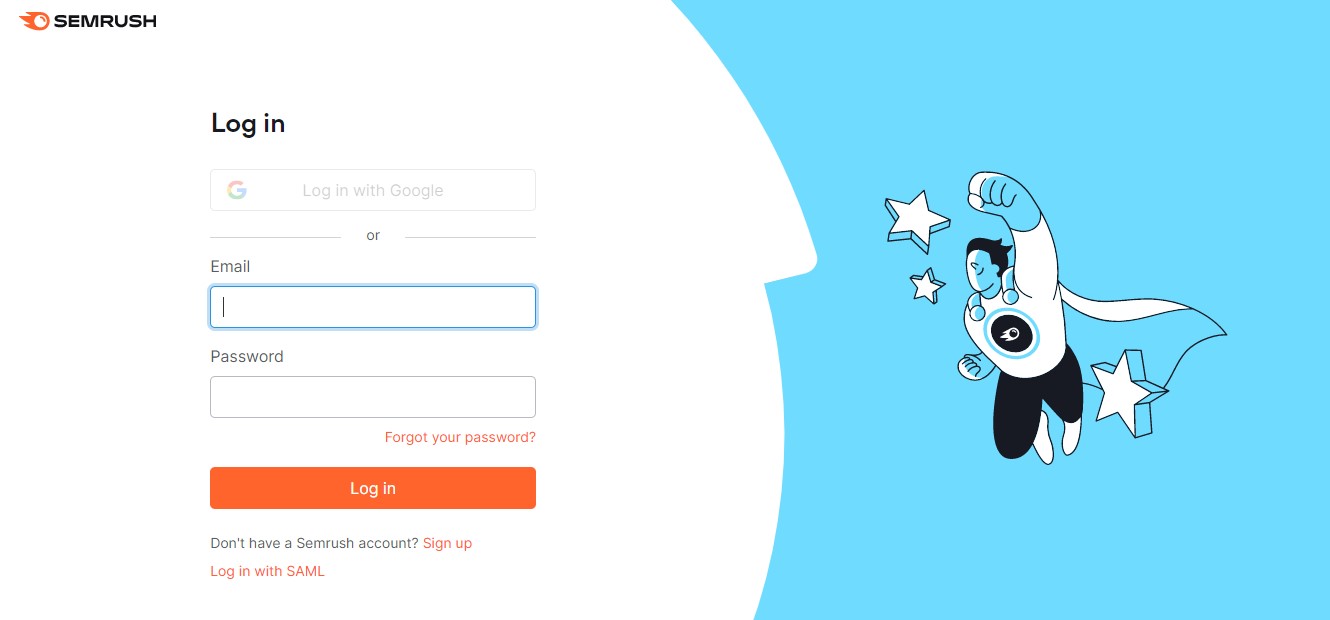 SEMRUSH
Log in
Log in with Google
or
Email
Password
Forgot your password?
Log in
Don't have a Semrush account? Sign up
Log in with SAML